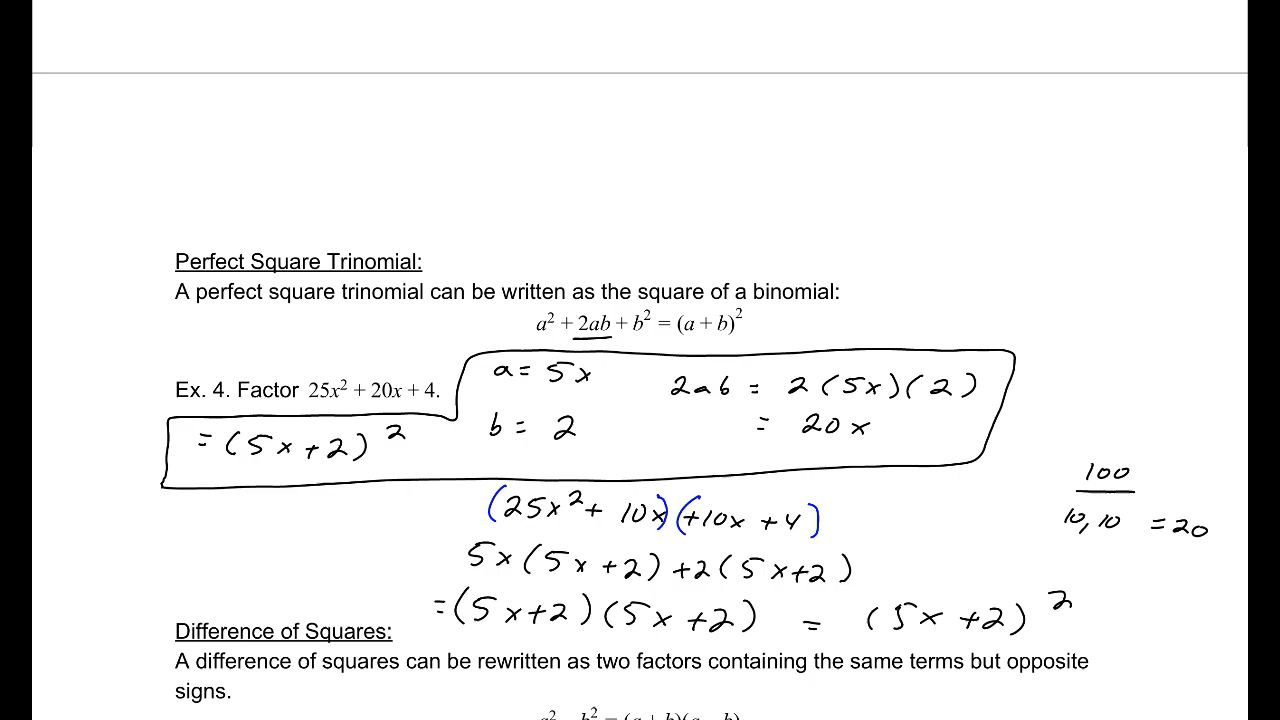 Perfect Square Trinomial:
A perfect square trinomial can be written as the square of a binomial:
a² + 2ab + b² = (a + b)²
Ex. 4. Factor 25x² + 20x + 4.
= (5x + 2)²
a = 5x
b = 2
2ab = 2(5x)(2)
= 20x
100
10, 10 = 20
(25x² + 10x)(+10x + 4)
5x(5x + 2) + 2(5x + 2)
= (5x + 2)(5x + 2) = (5x + 2)²
Difference of Squares:
A difference of squares can be rewritten as two factors containing the same terms but opposite
signs.
a² − b² = (a + b)(a − b)